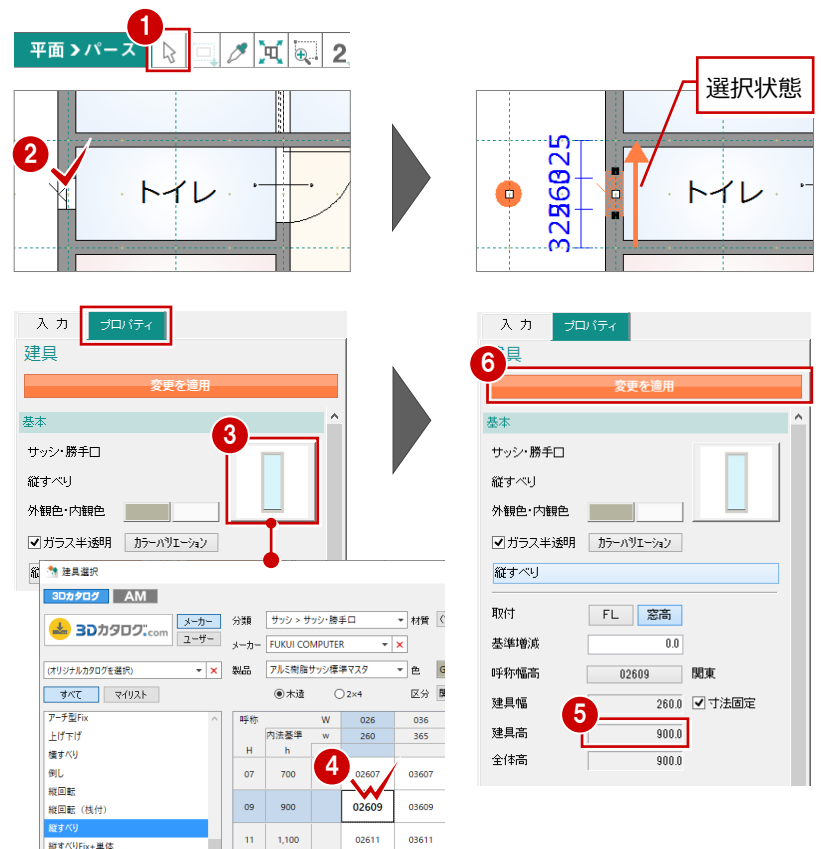 1
平面 > パース
2
2
トイレ
選択状態
325
260
325
トイレ
入力
プロパティ
建具
変更を適用
基本
3
サッシ・勝手口
縦すべり
外観色・内観色
ガラス半透明
カラーバリエーション
建具選択
3Dカタログ
AM
3Dカタログ.com
メーカー
ユーザー
分類
サッシ > サッシ・勝手口
材質
メーカー
FUKUI COMPUTER
(オリジナルカタログを選択)
製品
アルミ樹脂サッシ標準マスタ
色
G
すべて
マイリスト
木造
2×4
区分
アーチ型Fix
上げ下げ
横すべり
倒し
縦回転
縦回転（桟付）
縦すべり
縦すべりFix+単体
呼称 W 026 036
内法基準 w 260 365
H h
4
07 700 02607 03607
09 900 02609 03609
11 1,100 02611 03611
入力
プロパティ
6
具
変更を適用
基本
サッシ・勝手口
縦すべり
外観色・内観色
ガラス半透明
カラーバリエーション
縦すべり
取付 FL 窓高
基準増減 0.0
呼称幅高 02609 関東
建具幅 260.0 寸法固定
5
建具高 900.0
全体高 900.0